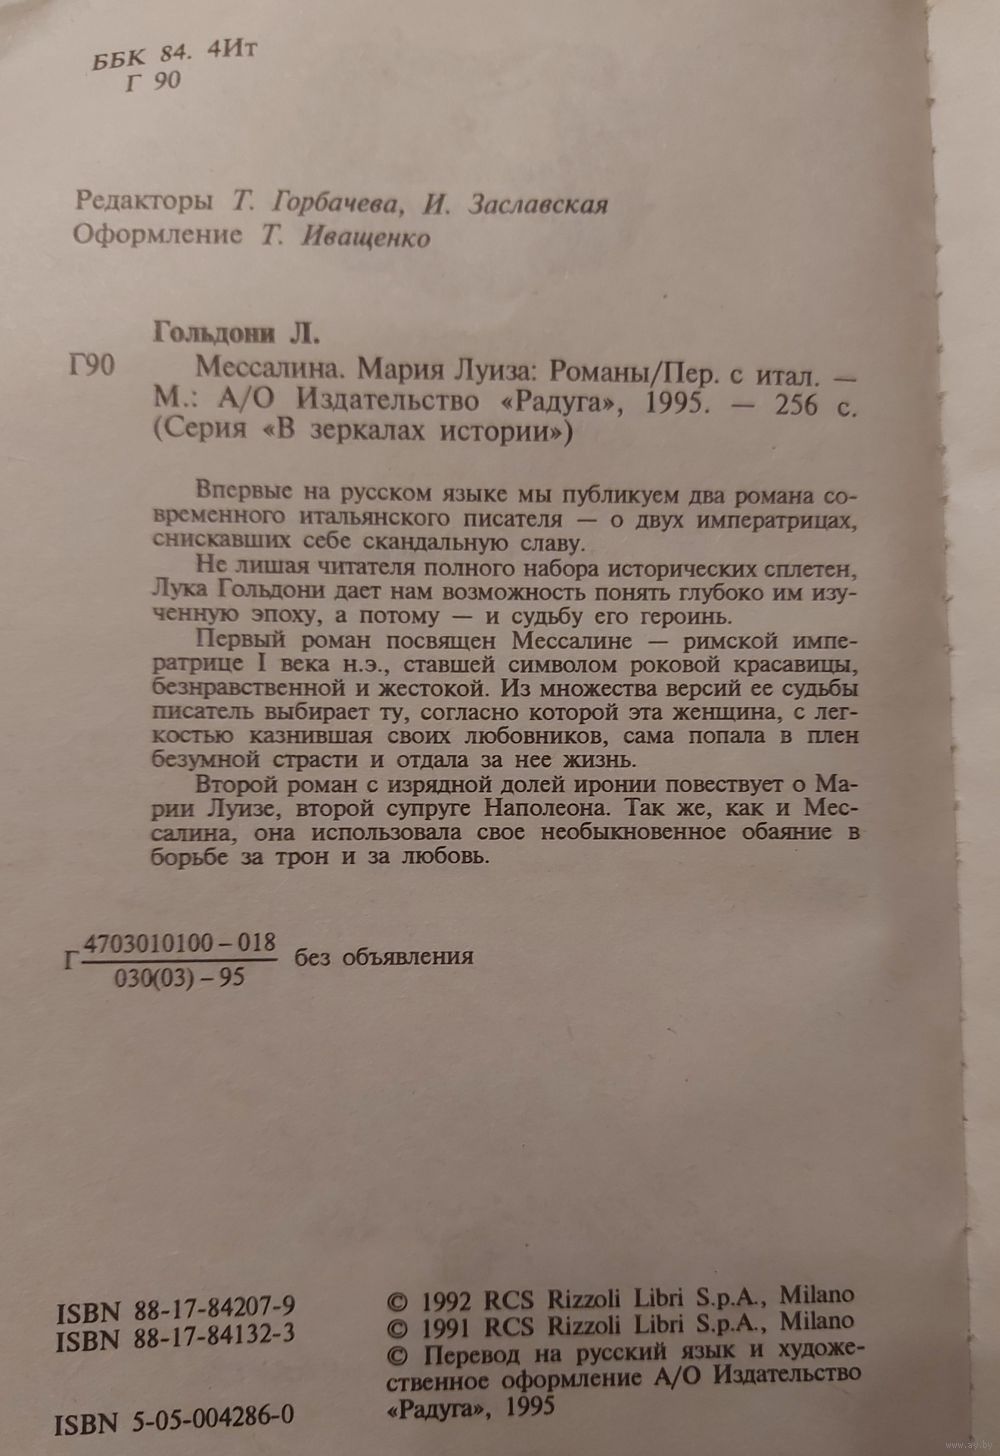 ББК 84. 4Ит
Г 90
Редакторы Т. Горбачева, И. Заславская
Оформление Т. Иващенко
Гольдони Л.
Г90 Мессалина. Мария Луиза: Романы/Пер. с итал. —
М.: А/О Издательство «Радуга», 1995. — 256 с.
(Серия «В зеркалах истории»)
Впервые на русском языке мы публикуем два романа со-
временного итальянского писателя — о двух императрицах,
снискавших себе скандальную славу.
Не лишая читателя полного набора исторических сплетен,
Лука Гольдони дает нам возможность понять глубоко им изу-
ченную эпоху, а потому — и судьбу его героинь.
Первый роман посвящен Мессалине — римской импе-
ратрице I века н.э., ставшей символом роковой красавицы,
безнравственной и жестокой. Из множества версий ее судьбы
писатель выбирает ту, согласно которой эта женщина, с лег-
костью казнившая своих любовников, сама попала в плен
безумной страсти и отдала за нее жизнь.
Второй роман с изрядной долей иронии повествует о Ма-
рии Луизе, второй супруге Наполеона. Так же, как и Мес-
салина, она использовала свое необыкновенное обаяние в
борьбе за трон и за любовь.
Г 4703010100 – 018
030(03) – 95 без объявления
ISBN 88-17-84207-9
ISBN 88-17-84132-3
ISBN 5-05-004286-0
© 1992 RCS Rizzoli Libri S.p.A., Milano
© 1991 RCS Rizzoli Libri S.p.A., Milano
© Перевод на русский язык и художе-
ственное оформление А/О Издательство
«Радуга», 1995
www.ay.by